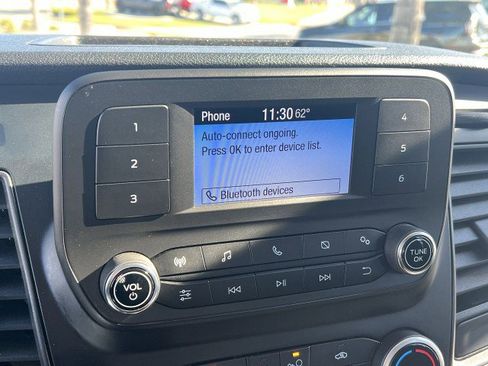 Phone 11:30 62°
Auto-connect ongoing.
Press OK to enter device list.
Bluetooth devices
1
2
3
4
5
6
VOL
TUNE
OK